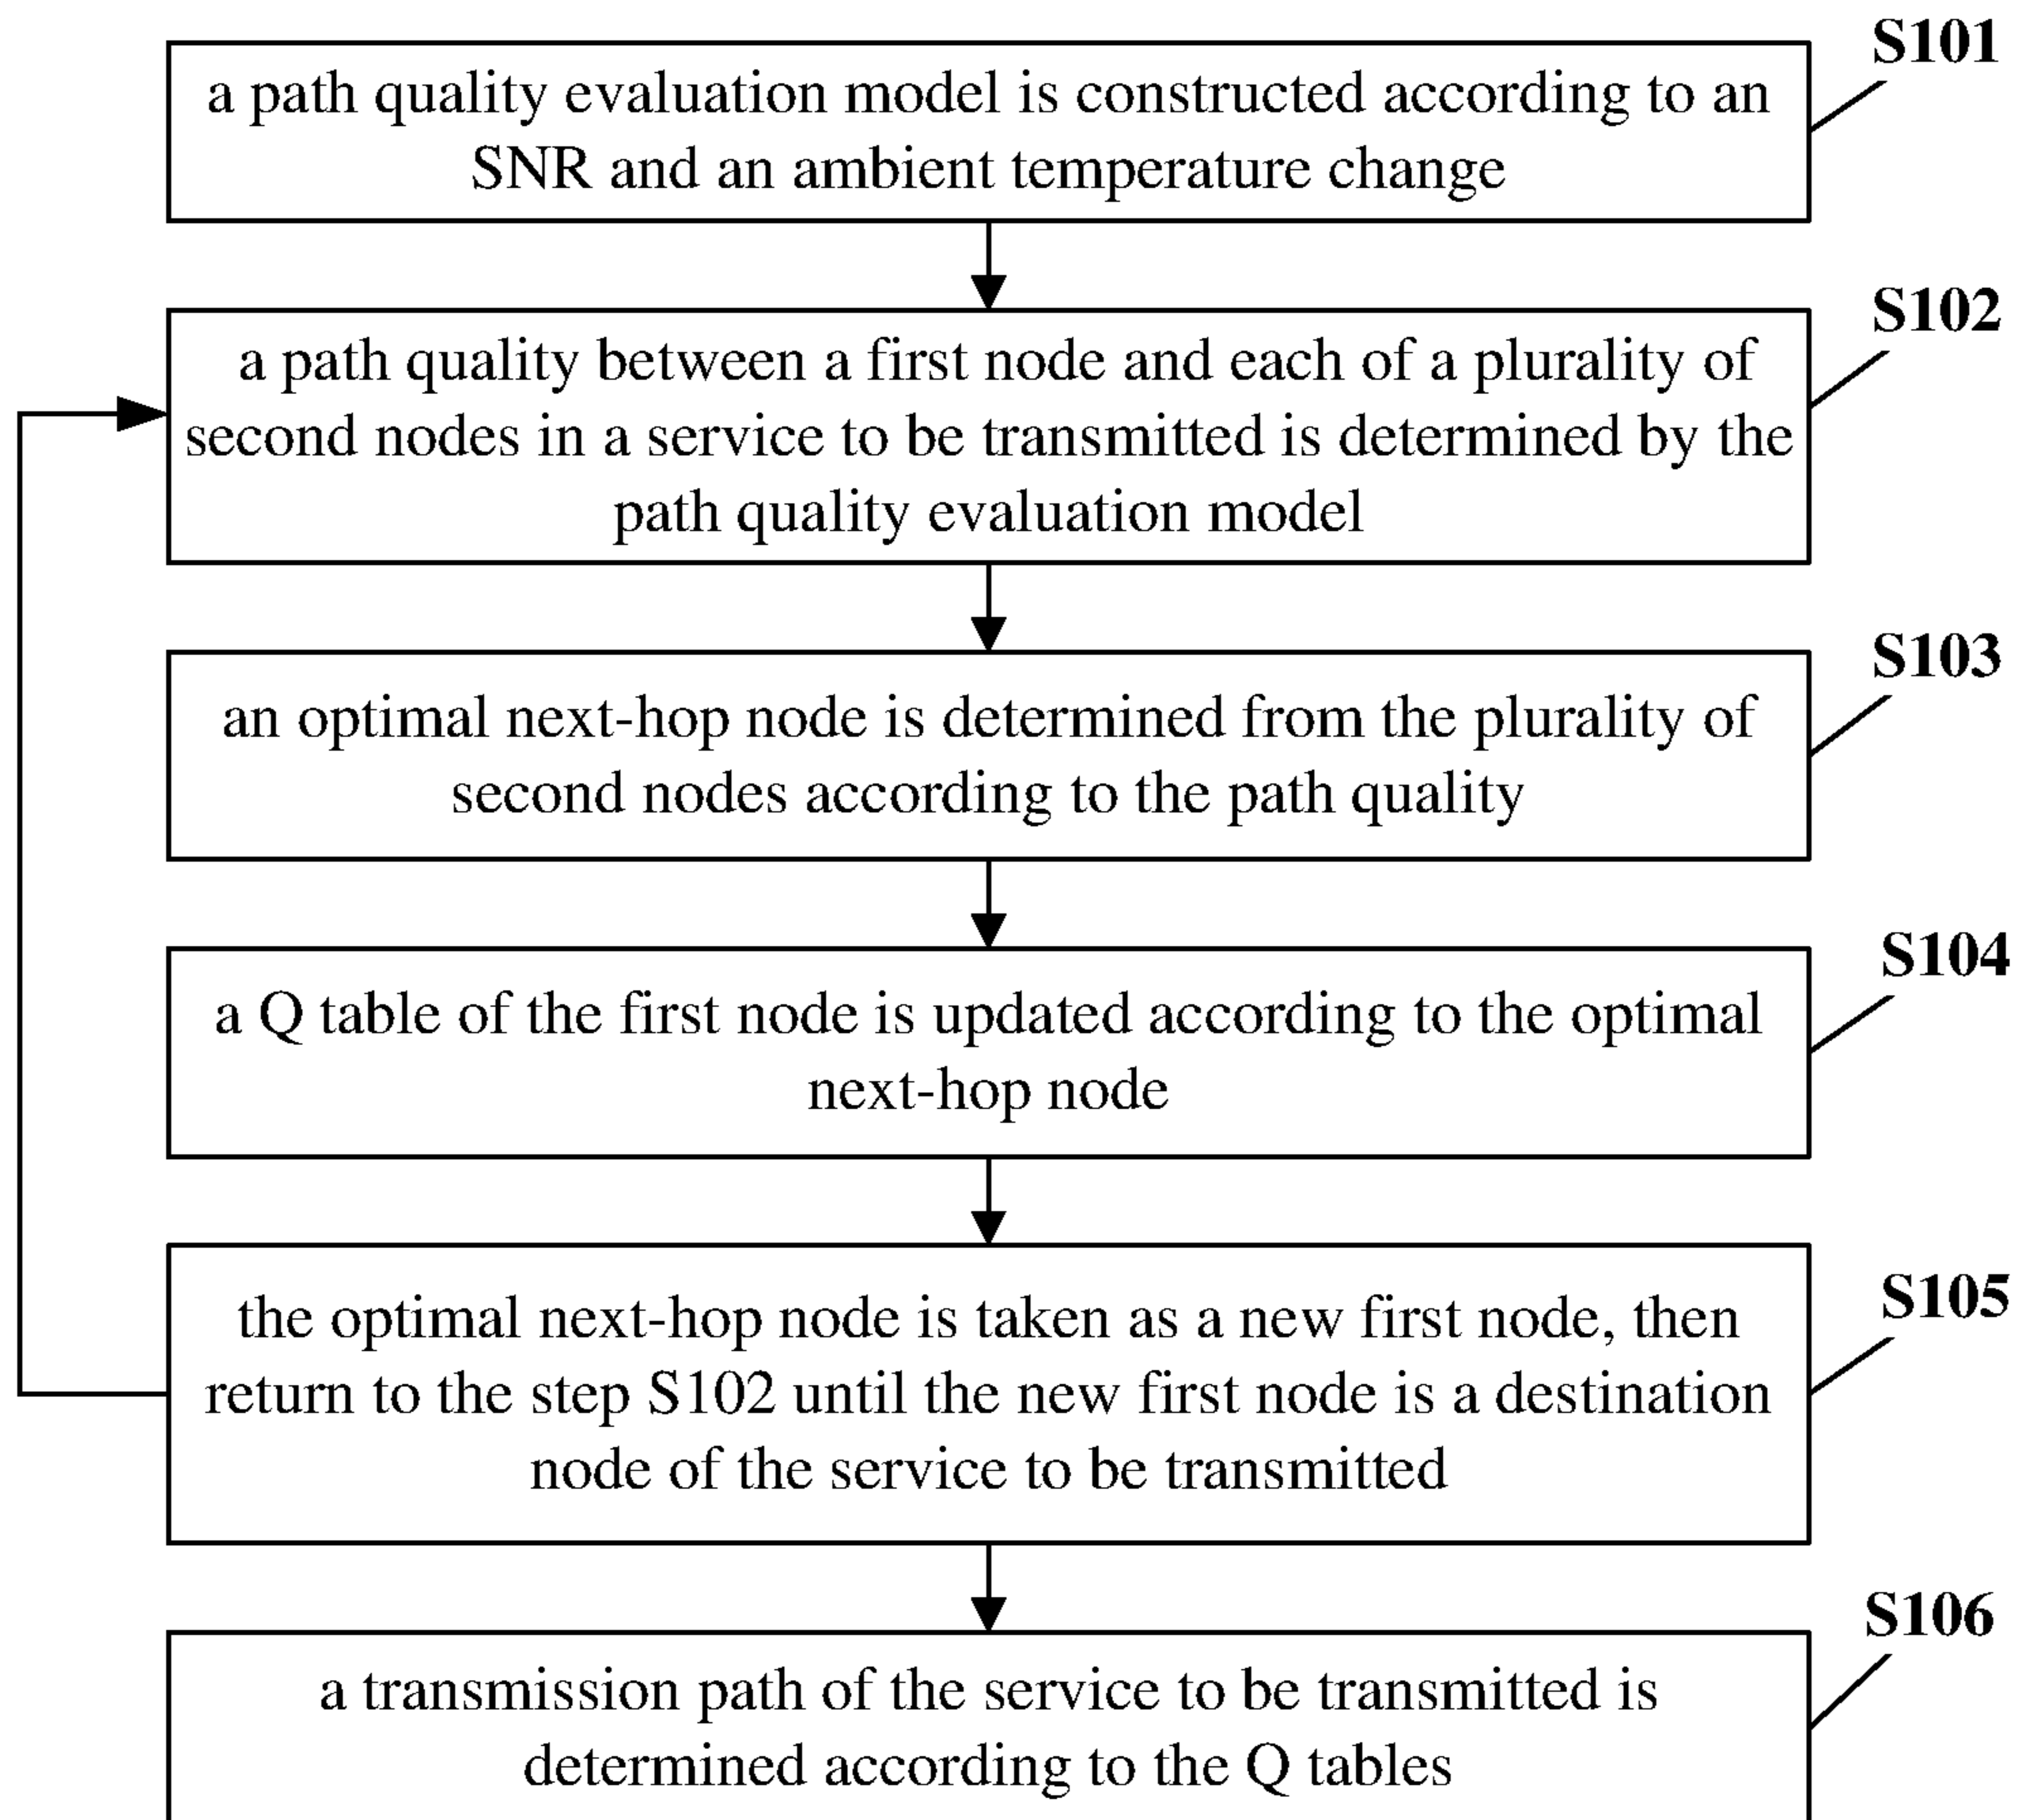 S101
a path quality evaluation model is constructed according to an
SNR and an ambient temperature change
S102
a path quality between a first node and each of a plurality of
second nodes in a service to be transmitted is determined by the
path quality evaluation model
S103
an optimal next-hop node is determined from the plurality of
second nodes according to the path quality
S104
a Q table of the first node is updated according to the optimal
next-hop node
S105
the optimal next-hop node is taken as a new first node, then
return to the step S102 until the new first node is a destination
node of the service to be transmitted
S106
a transmission path of the service to be transmitted is
determined according to the Q tables